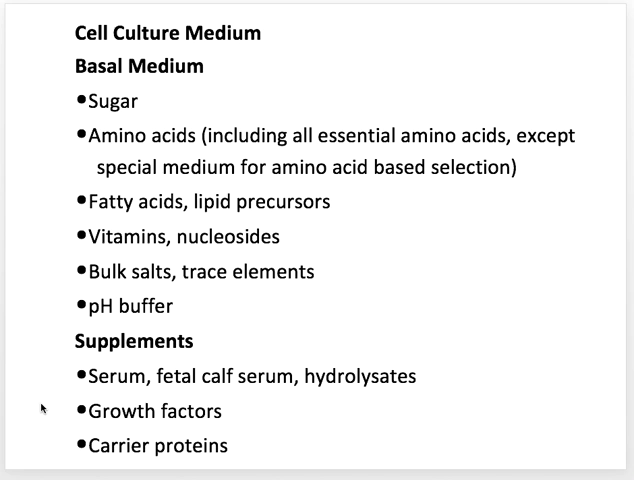 Cell Culture Medium
Basal Medium
•Sugar
•Amino acids (including all essential amino acids, except
special medium for amino acid based selection)
•Fatty acids, lipid precursors
•Vitamins, nucleosides
•Bulk salts, trace elements
•pH buffer
Supplements
•Serum, fetal calf serum, hydrolysates
•Growth factors
•Carrier proteins